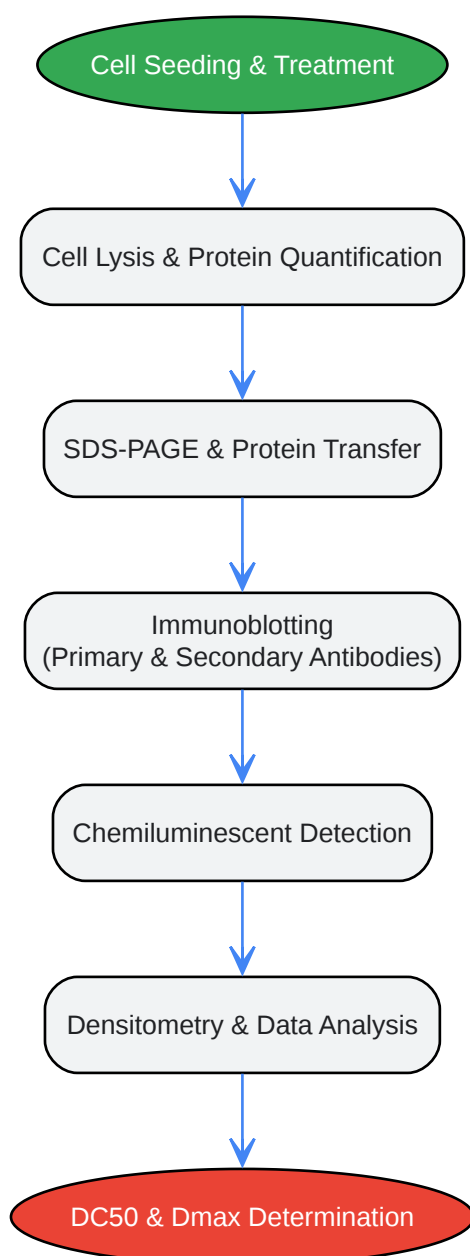 Cell Seeding & Treatment
Cell Lysis & Protein Quantification
SDS-PAGE & Protein Transfer
Immunoblotting
(Primary & Secondary Antibodies)
Chemiluminescent Detection
Densitometry & Data Analysis
DC50 & Dmax Determination